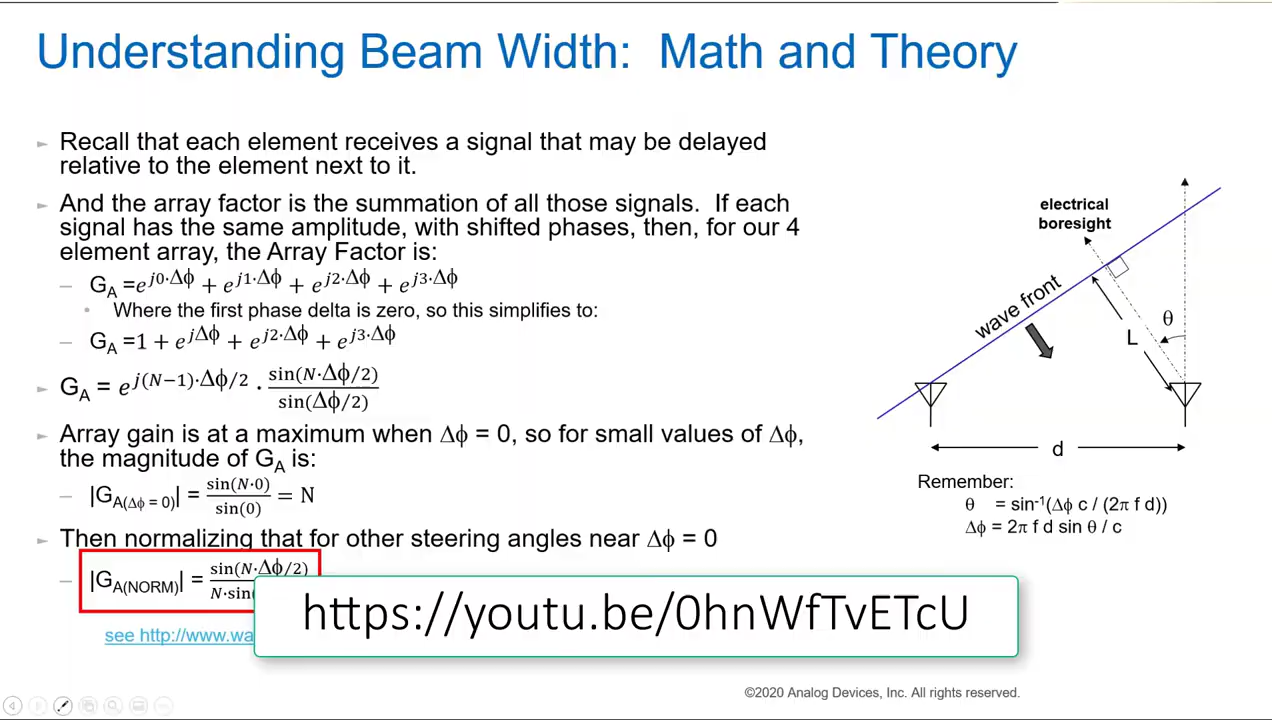 Understanding Beam Width: Math and Theory
Recall that each element receives a signal that may be delayed
relative to the element next to it.
And the array factor is the summation of all those signals. If each
signal has the same amplitude, with shifted phases, then, for our 4
element array, the Array Factor is:
– G_A =e^{j0·Δϕ} + e^{j1·Δϕ} + e^{j2·Δϕ} + e^{j3·Δϕ}
• Where the first phase delta is zero, so this simplifies to:
– G_A =1 + e^{jΔϕ} + e^{j2·Δϕ} + e^{j3·Δϕ}
G_A = e^{j(N−1)·Δϕ/2} · sin(N·Δϕ/2) / sin(Δϕ/2)
Array gain is at a maximum when Δϕ = 0, so for small values of Δϕ,
the magnitude of G_A is:
– |G_{A(Δϕ = 0)}| = sin(N·0) / sin(0) = N
Then normalizing that for other steering angles near Δϕ = 0
– |G_{A(NORM)}| = sin(N·Δϕ/2) / N·sin(
see http://www.wa
https://youtu.be/0hnWfTvETcU
electrical
boresight
wave front
θ
L
d
Remember:
θ = sin⁻¹(Δϕ c / (2π f d))
Δϕ = 2π f d sin θ / c
©2020 Analog Devices, Inc. All rights reserved.